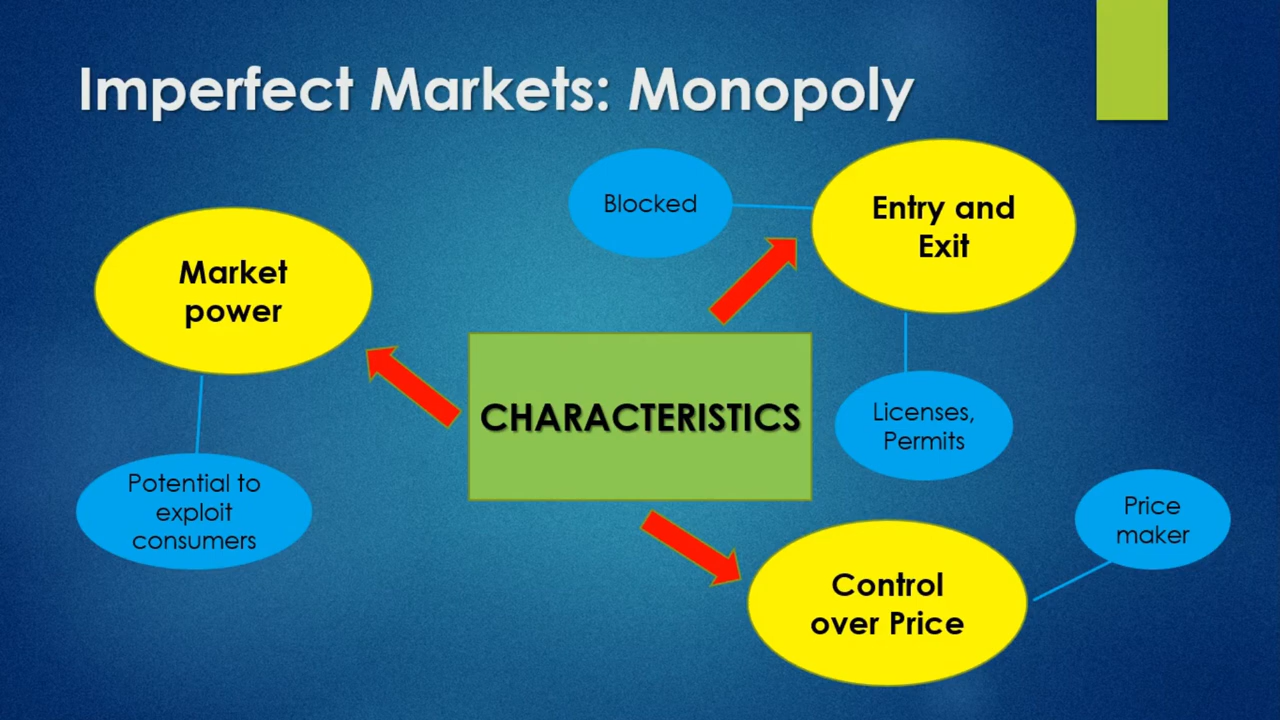 Imperfect Markets: Monopoly
Blocked
Entry and
Exit
Market
power
CHARACTERISTICS
Licenses,
Permits
Potential to
exploit
consumers
Price
maker
Control
over Price